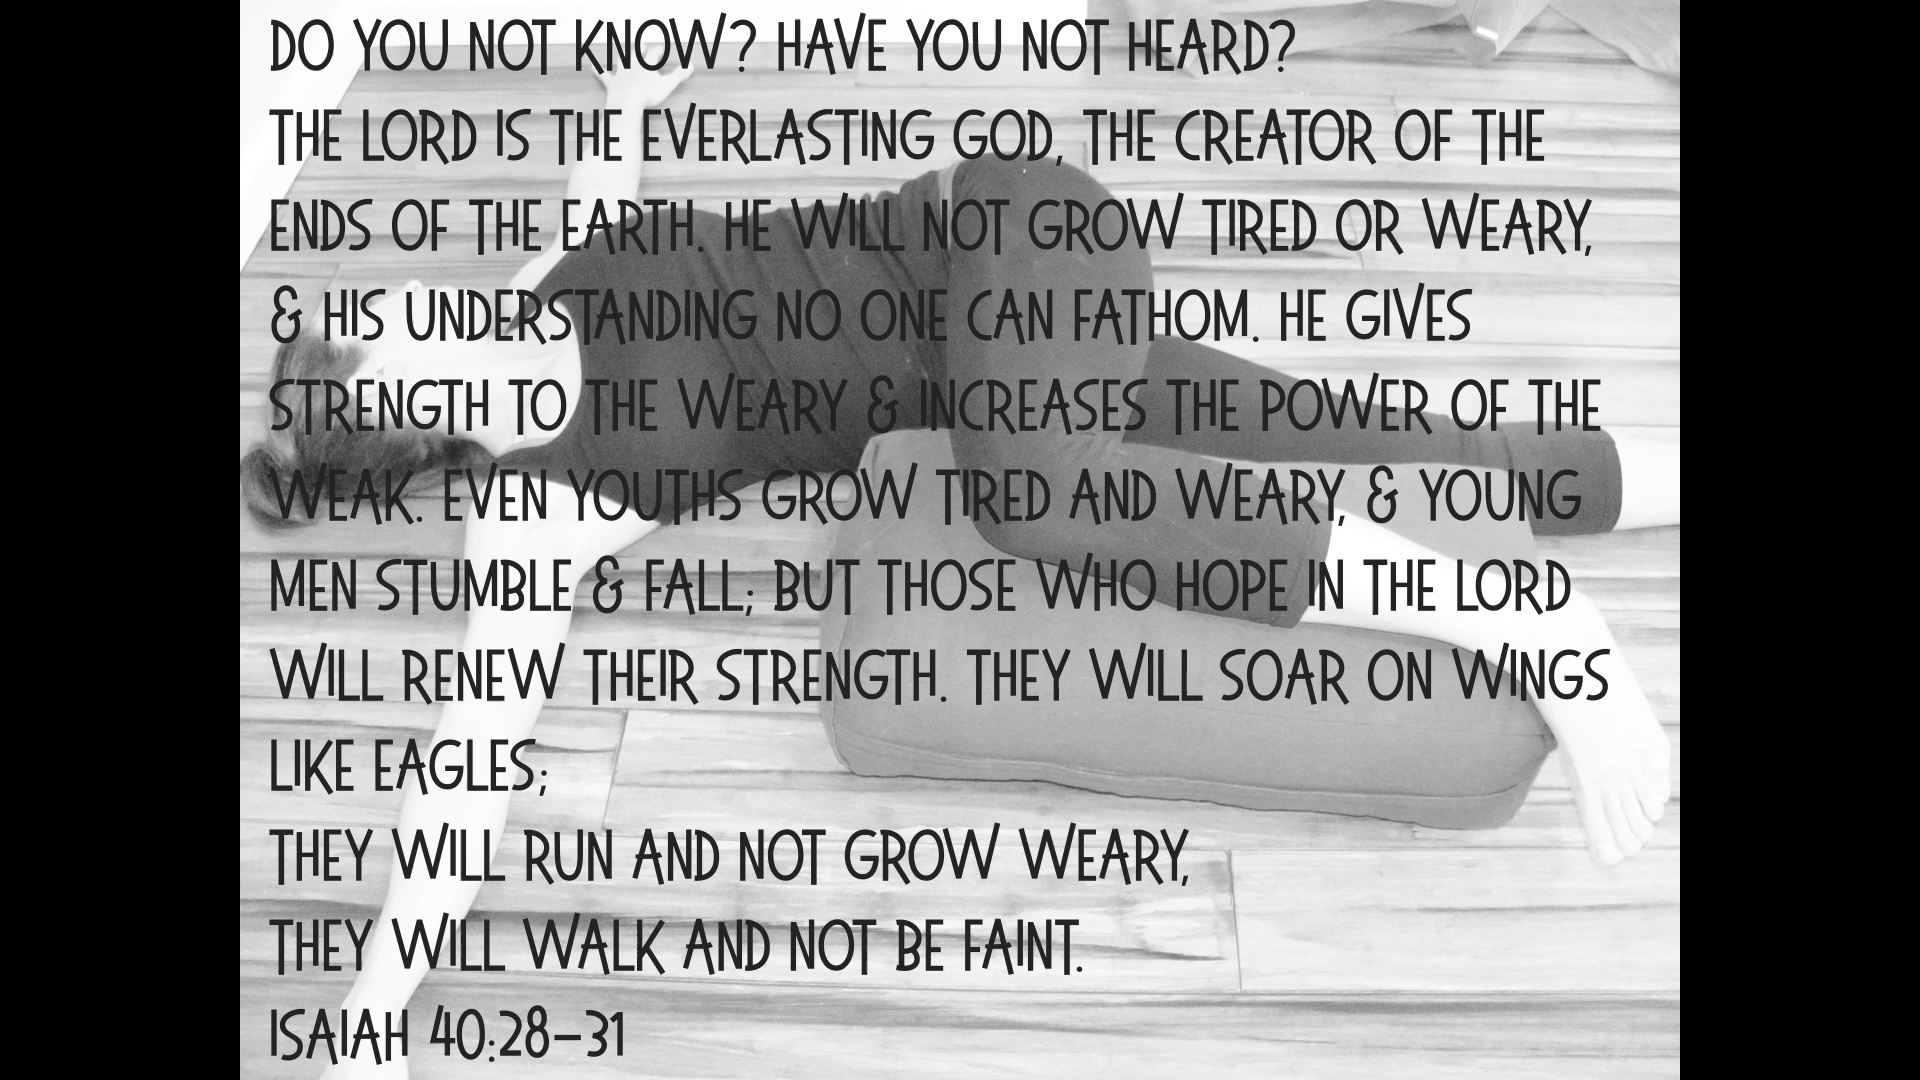 DO YOU NOT KNOW? HAVE YOU NOT HEARD?
THE LORD IS THE EVERLASTING GOD, THE CREATOR OF THE
ENDS OF THE EARTH. HE WILL NOT GROW TIRED OR WEARY,
& HIS UNDERSTANDING NO ONE CAN FATHOM. HE GIVES
STRENGTH TO THE WEARY & INCREASES THE POWER OF THE
WEAK. EVEN YOUTHS GROW TIRED AND WEARY, & YOUNG
MEN STUMBLE & FALL; BUT THOSE WHO HOPE IN THE LORD
WILL RENEW THEIR STRENGTH. THEY WILL SOAR ON WINGS
LIKE EAGLES;
THEY WILL RUN AND NOT GROW WEARY,
THEY WILL WALK AND NOT BE FAINT.
ISAIAH 40:28-31